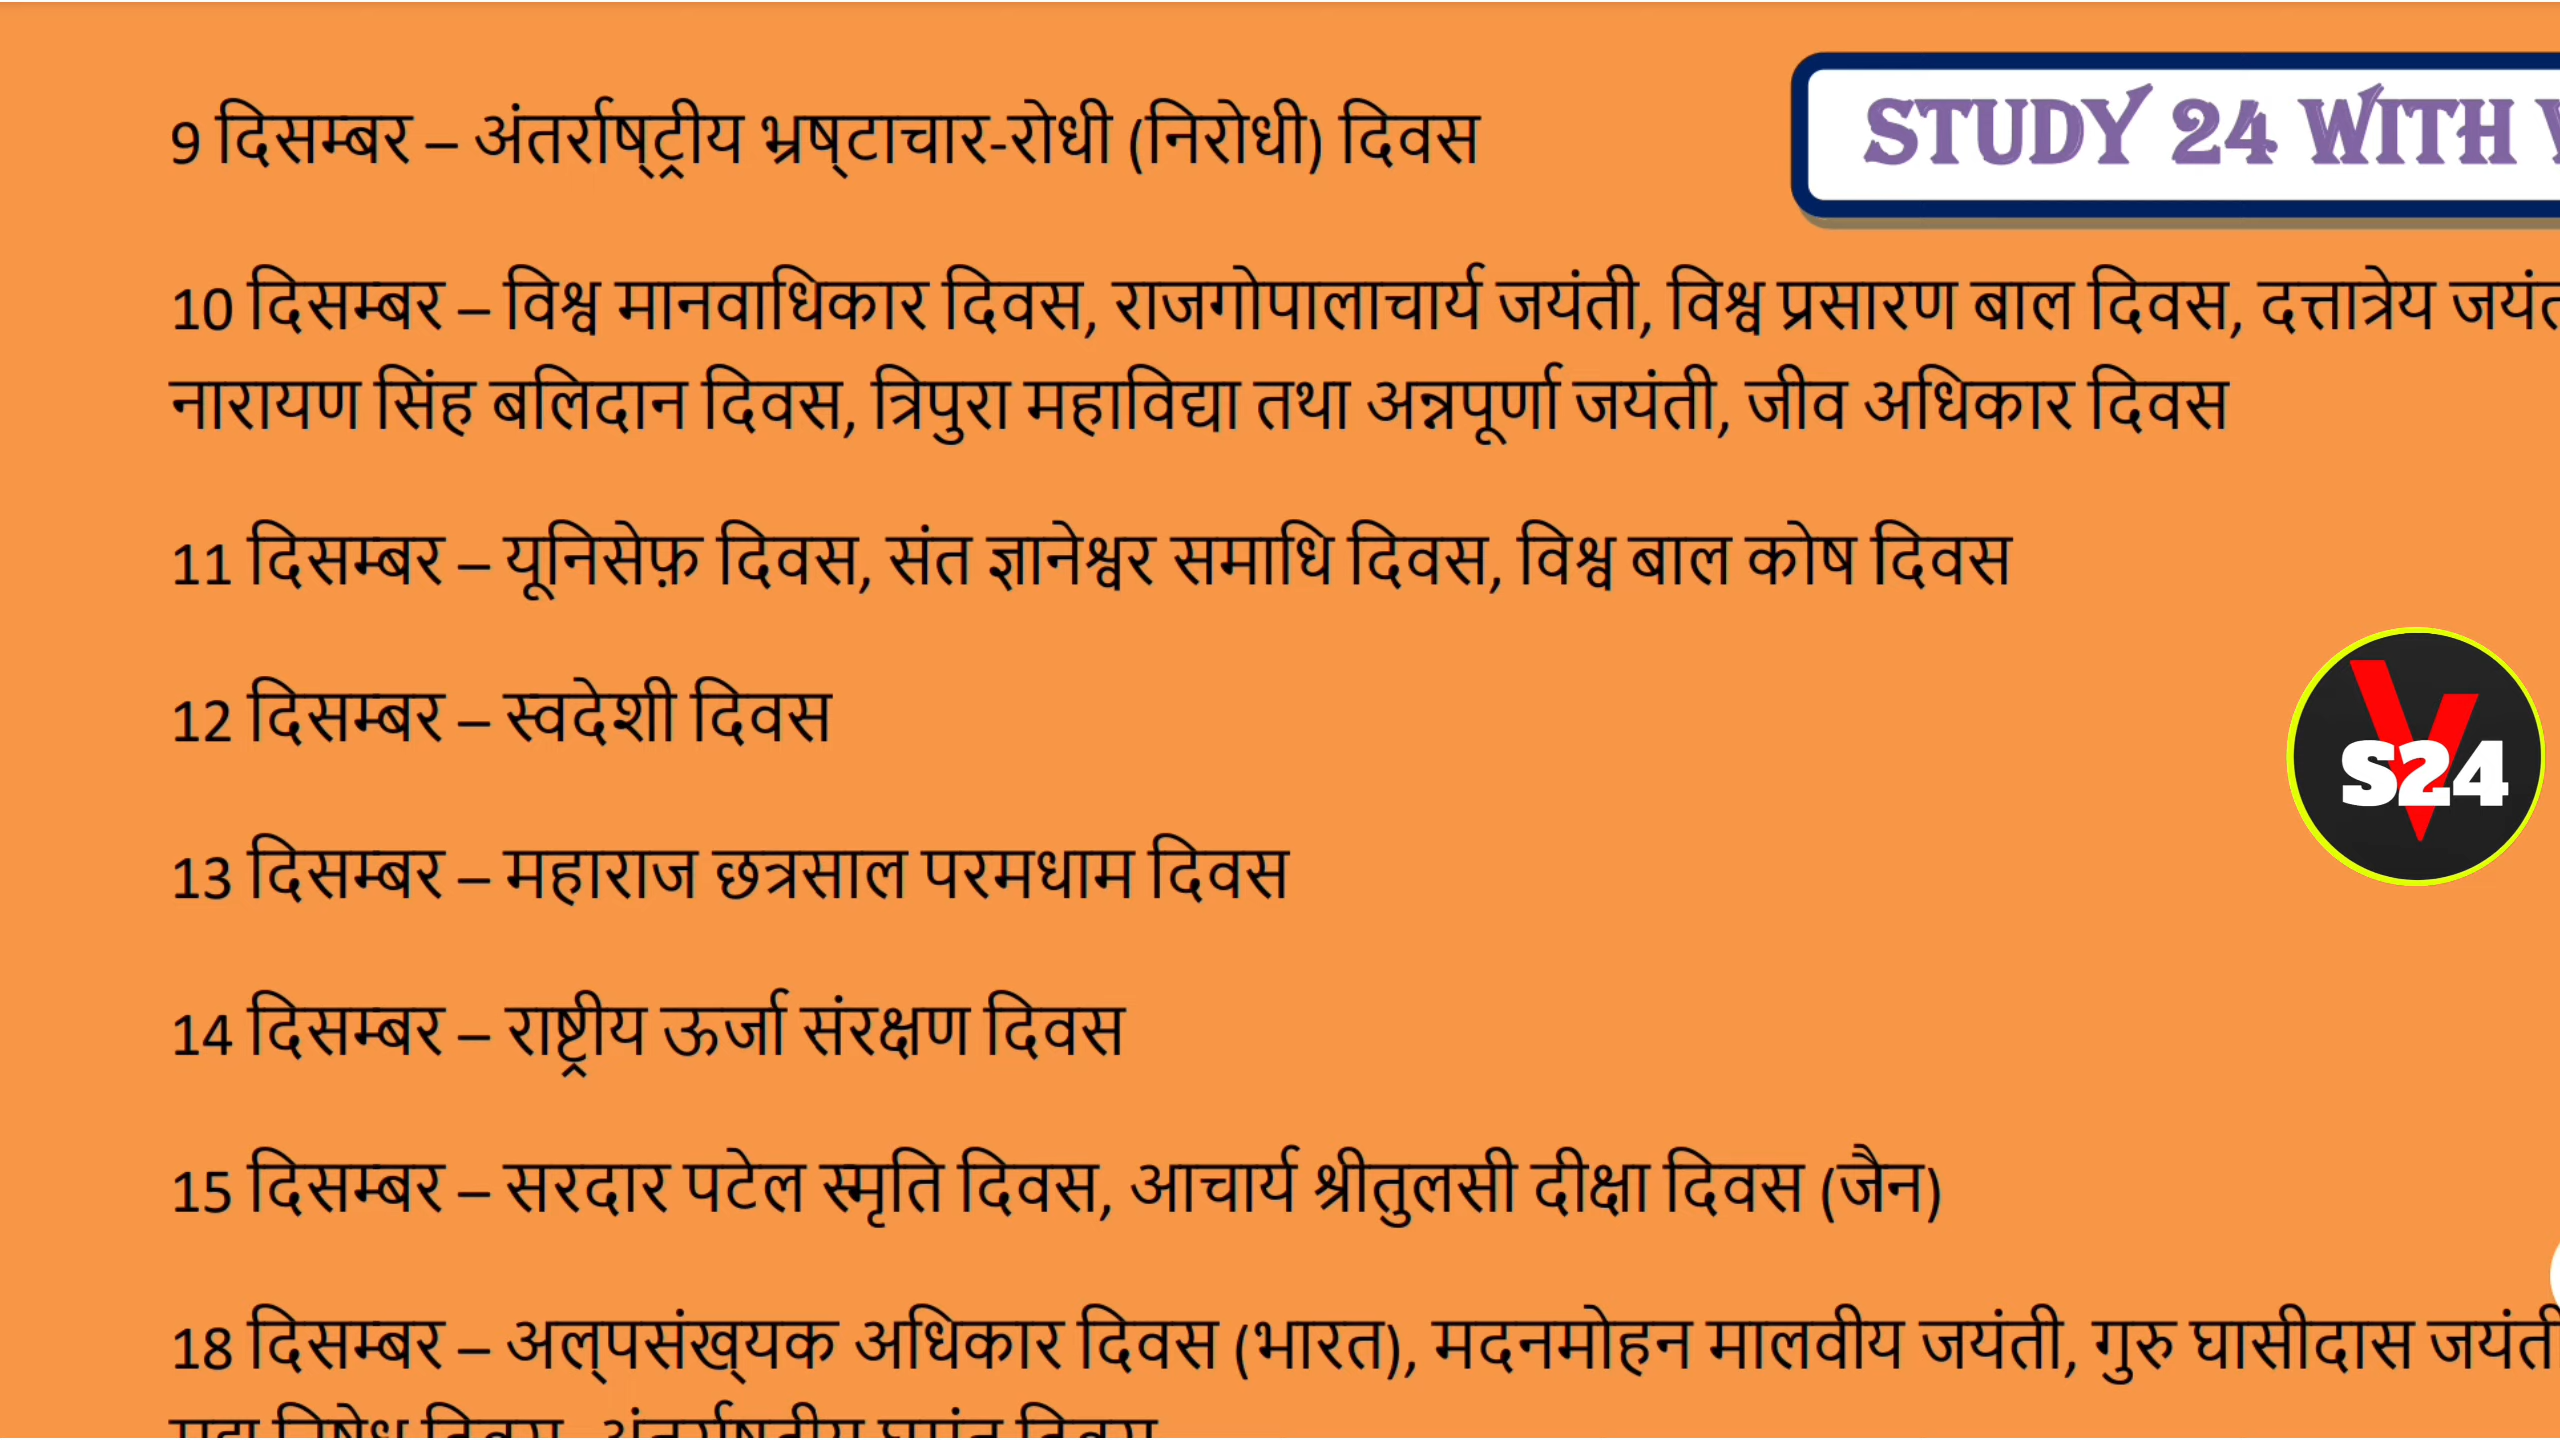 9 दिसम्बर – अंतर्राष्ट्रीय भ्रष्टाचार-रोधी (निरोधी) दिवस
STUDY 24 WITH
10 दिसम्बर – विश्व मानवाधिकार दिवस, राजगोपालाचार्य जयंती, विश्व प्रसारण बाल दिवस, दत्तात्रेय
नारायण सिंह बलिदान दिवस, त्रिपुरा महाविद्या तथा अन्नपूर्णा जयंती, जीव अधिकार दिवस
11 दिसम्बर – यूनिसेफ़ दिवस, संत ज्ञानेश्वर समाधि दिवस, विश्व बाल कोष दिवस
12 दिसम्बर – स्वदेशी दिवस
V
S24
13 दिसम्बर – महाराज छत्रसाल परमधाम दिवस
14 दिसम्बर – राष्ट्रीय ऊर्जा संरक्षण दिवस
15 दिसम्बर – सरदार पटेल स्मृति दिवस, आचार्य श्रीतुलसी दीक्षा दिवस (जैन)
18 दिसम्बर – अल्पसंख्यक अधिकार दिवस (भारत), मदनमोहन मालवीय जयंती, गुरु घासीदास जयंती